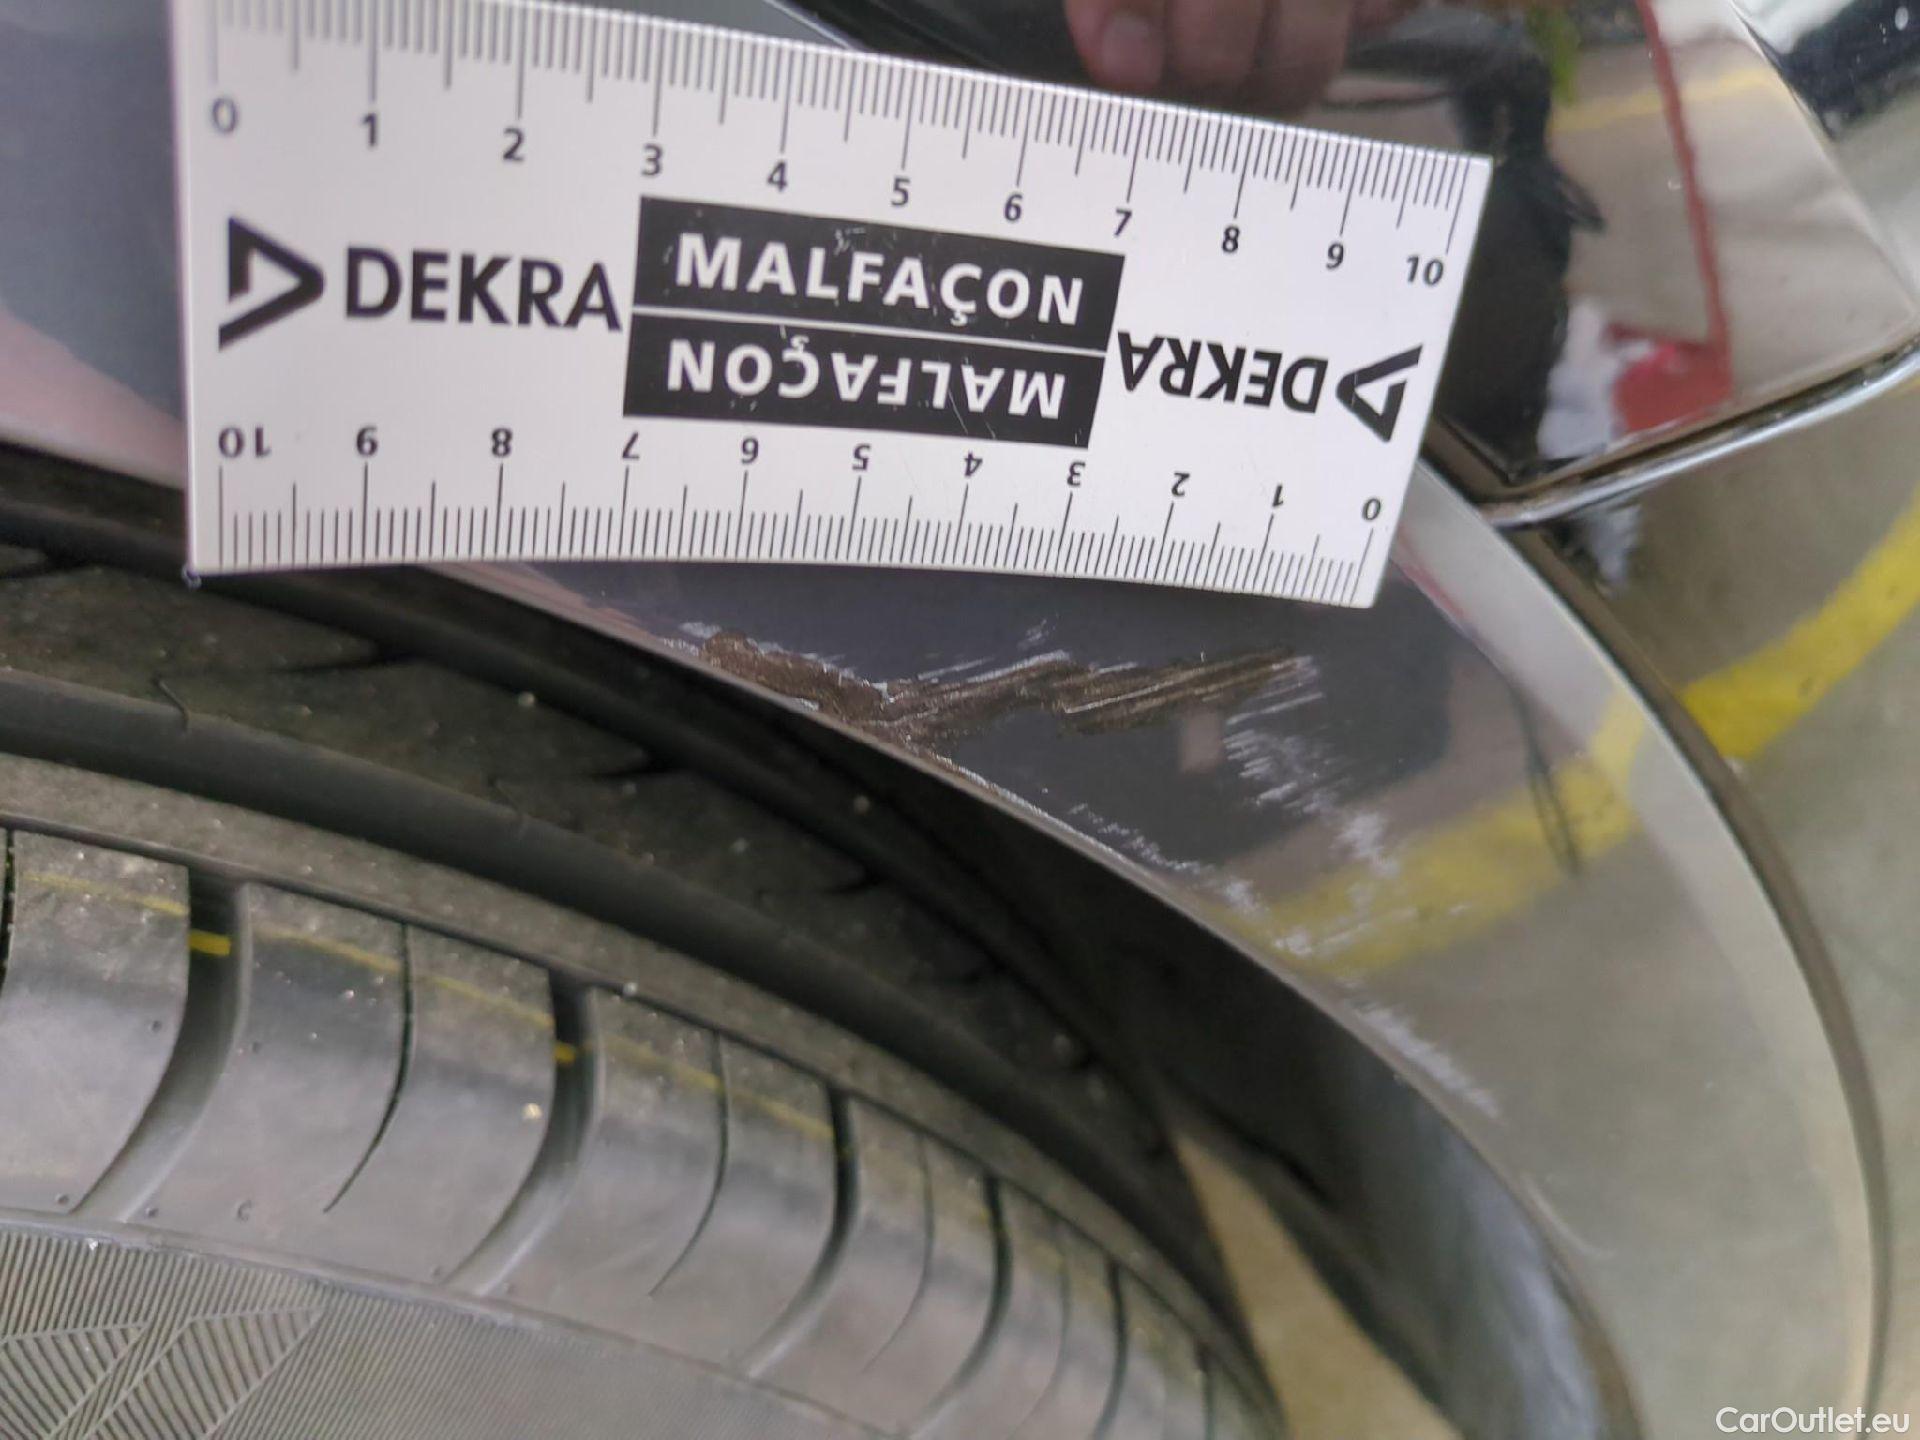 0 1 2 3 4 5 6 7 8 9 10
DEKRA MALFAÇON
MALFAÇON DEKRA
10 9 8 7 6 5 4 3 2 1 0
CarOutlet.eu